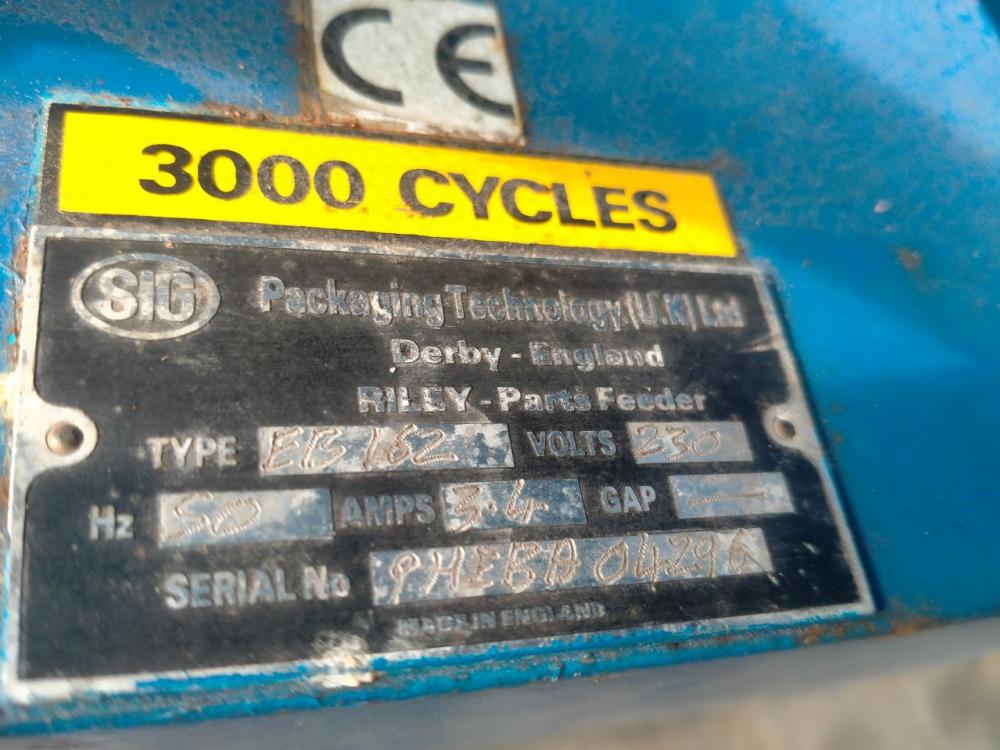 CE
3000 CYCLES
SIG Packaging Technology (U.K) Ltd
Derby - England
RILEY - Parts Feeder
TYPE EB162 VOLTS 230
Hz 50 AMPS 3.4 GAP —
SERIAL No
MADE IN ENGLAND